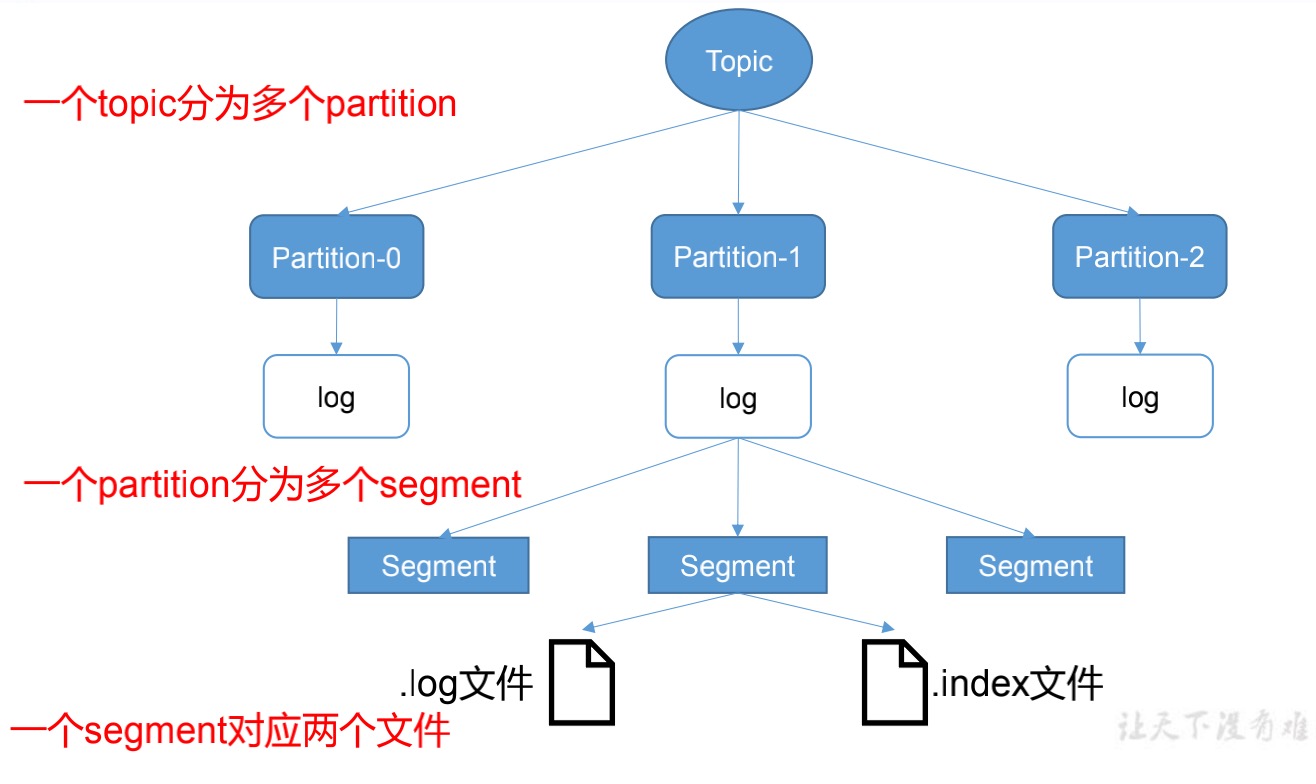 Topic
一个topic分为多个partition
Partition-0
Partition-1
Partition-2
log
log
log
一个partition分为多个segment
Segment
Segment
Segment
.log文件
.index文件
一个segment对应两个文件
让天下没有难